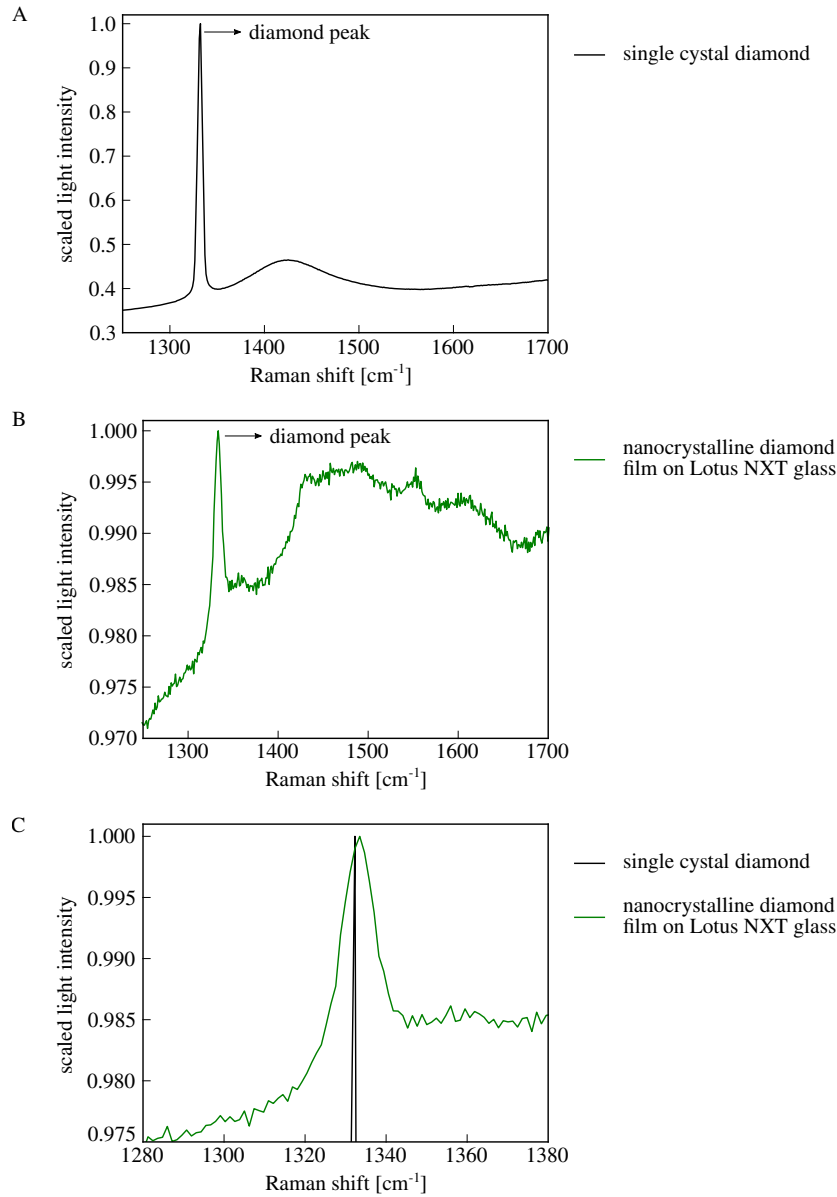 A
1.0
0.9
0.8
0.7
0.6
0.5
0.4
0.3
scaled light intensity
diamond peak
single cystal diamond
1300 1400 1500 1600 1700
Raman shift [cm⁻¹]
B
1.000
0.995
0.990
0.985
0.980
0.975
0.970
scaled light intensity
diamond peak
nanocrystalline diamond
film on Lotus NXT glass
1300 1400 1500 1600 1700
Raman shift [cm⁻¹]
C
1.000
0.995
0.990
0.985
0.980
0.975
scaled light intensity
single cystal diamond
nanocrystalline diamond
film on Lotus NXT glass
1280 1300 1320 1340 1360 1380
Raman shift [cm⁻¹]